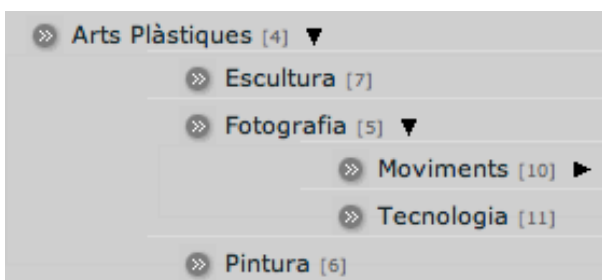 Arts Plàstiques [4]
Escultura [7]
Fotografia [5]
Moviments [10]
Tecnologia [11]
Pintura [6]